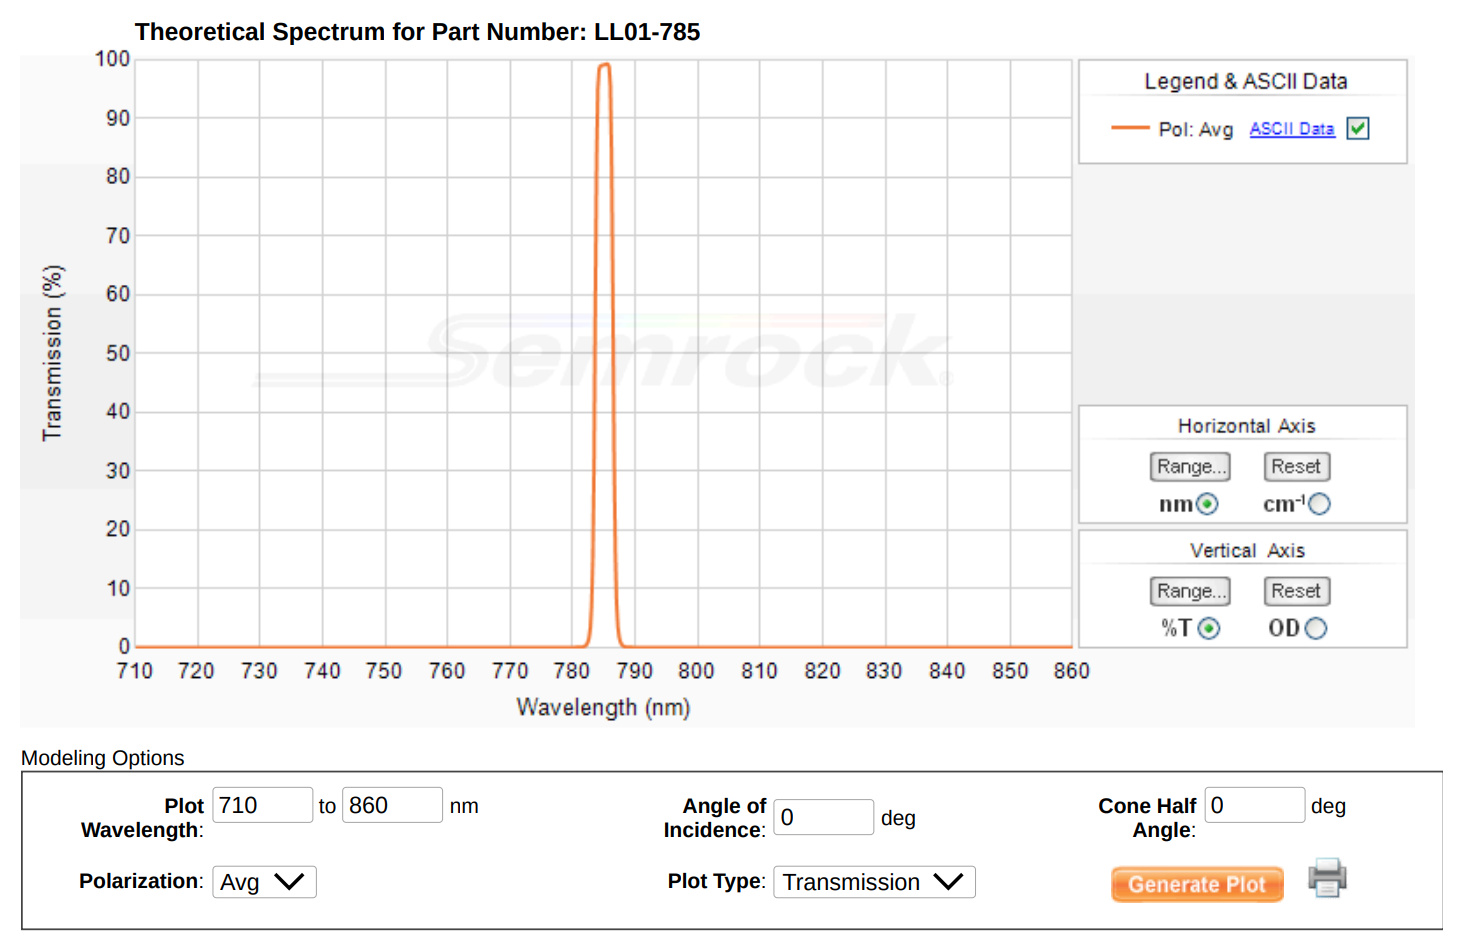 Theoretical Spectrum for Part Number: LL01-785
100
90
80
70
60
50
40
30
20
10
0
Transmission (%)
710 720 730 740 750 760 770 780 790 800 810 820 830 840 850 860
Wavelength (nm)
Semrock®
Legend & ASCII Data
Pol: Avg ASCII Data
Horizontal Axis
Range... Reset
nm cm-1
Vertical Axis
Range... Reset
%T OD
Modeling Options
Plot Wavelength: 710 to 860 nm
Angle of Incidence: 0 deg
Cone Half Angle: 0 deg
Polarization: Avg
Plot Type: Transmission
Generate Plot